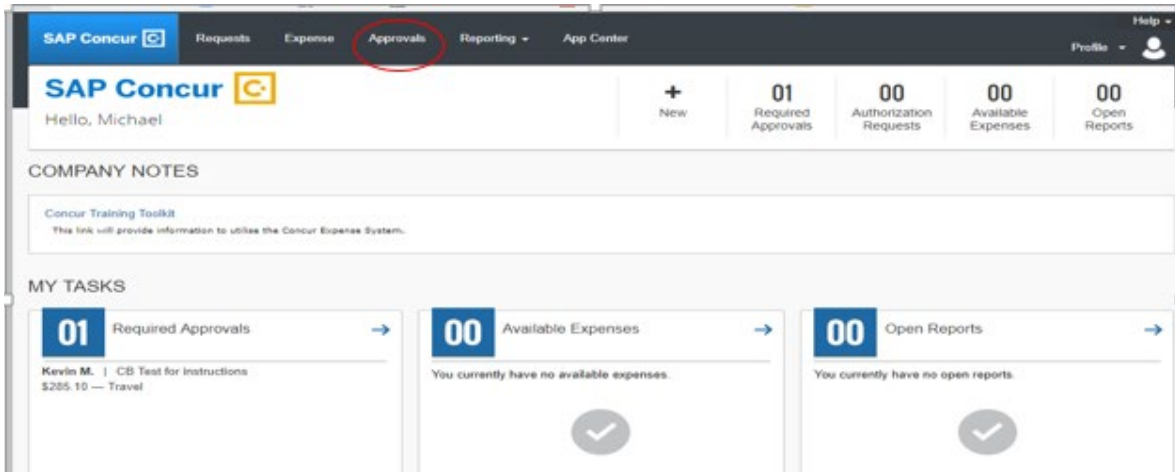 Help
SAP Concur C Requests Expense Approvals Reporting App Center
Profile
SAP Concur C
Hello, Michael
+ 01 00 00 00
New Required Approvals Authorization Requests Available Expenses Open Reports
COMPANY NOTES
Concur Training Toolkit
This link will provide information to utilise the Concur Expense System.
MY TASKS
01 Required Approvals → 00 Available Expenses → 00 Open Reports →
Kevin M. | CB Test for instructions
$285.10 — Travel
You currently have no available expenses.
You currently have no open reports.